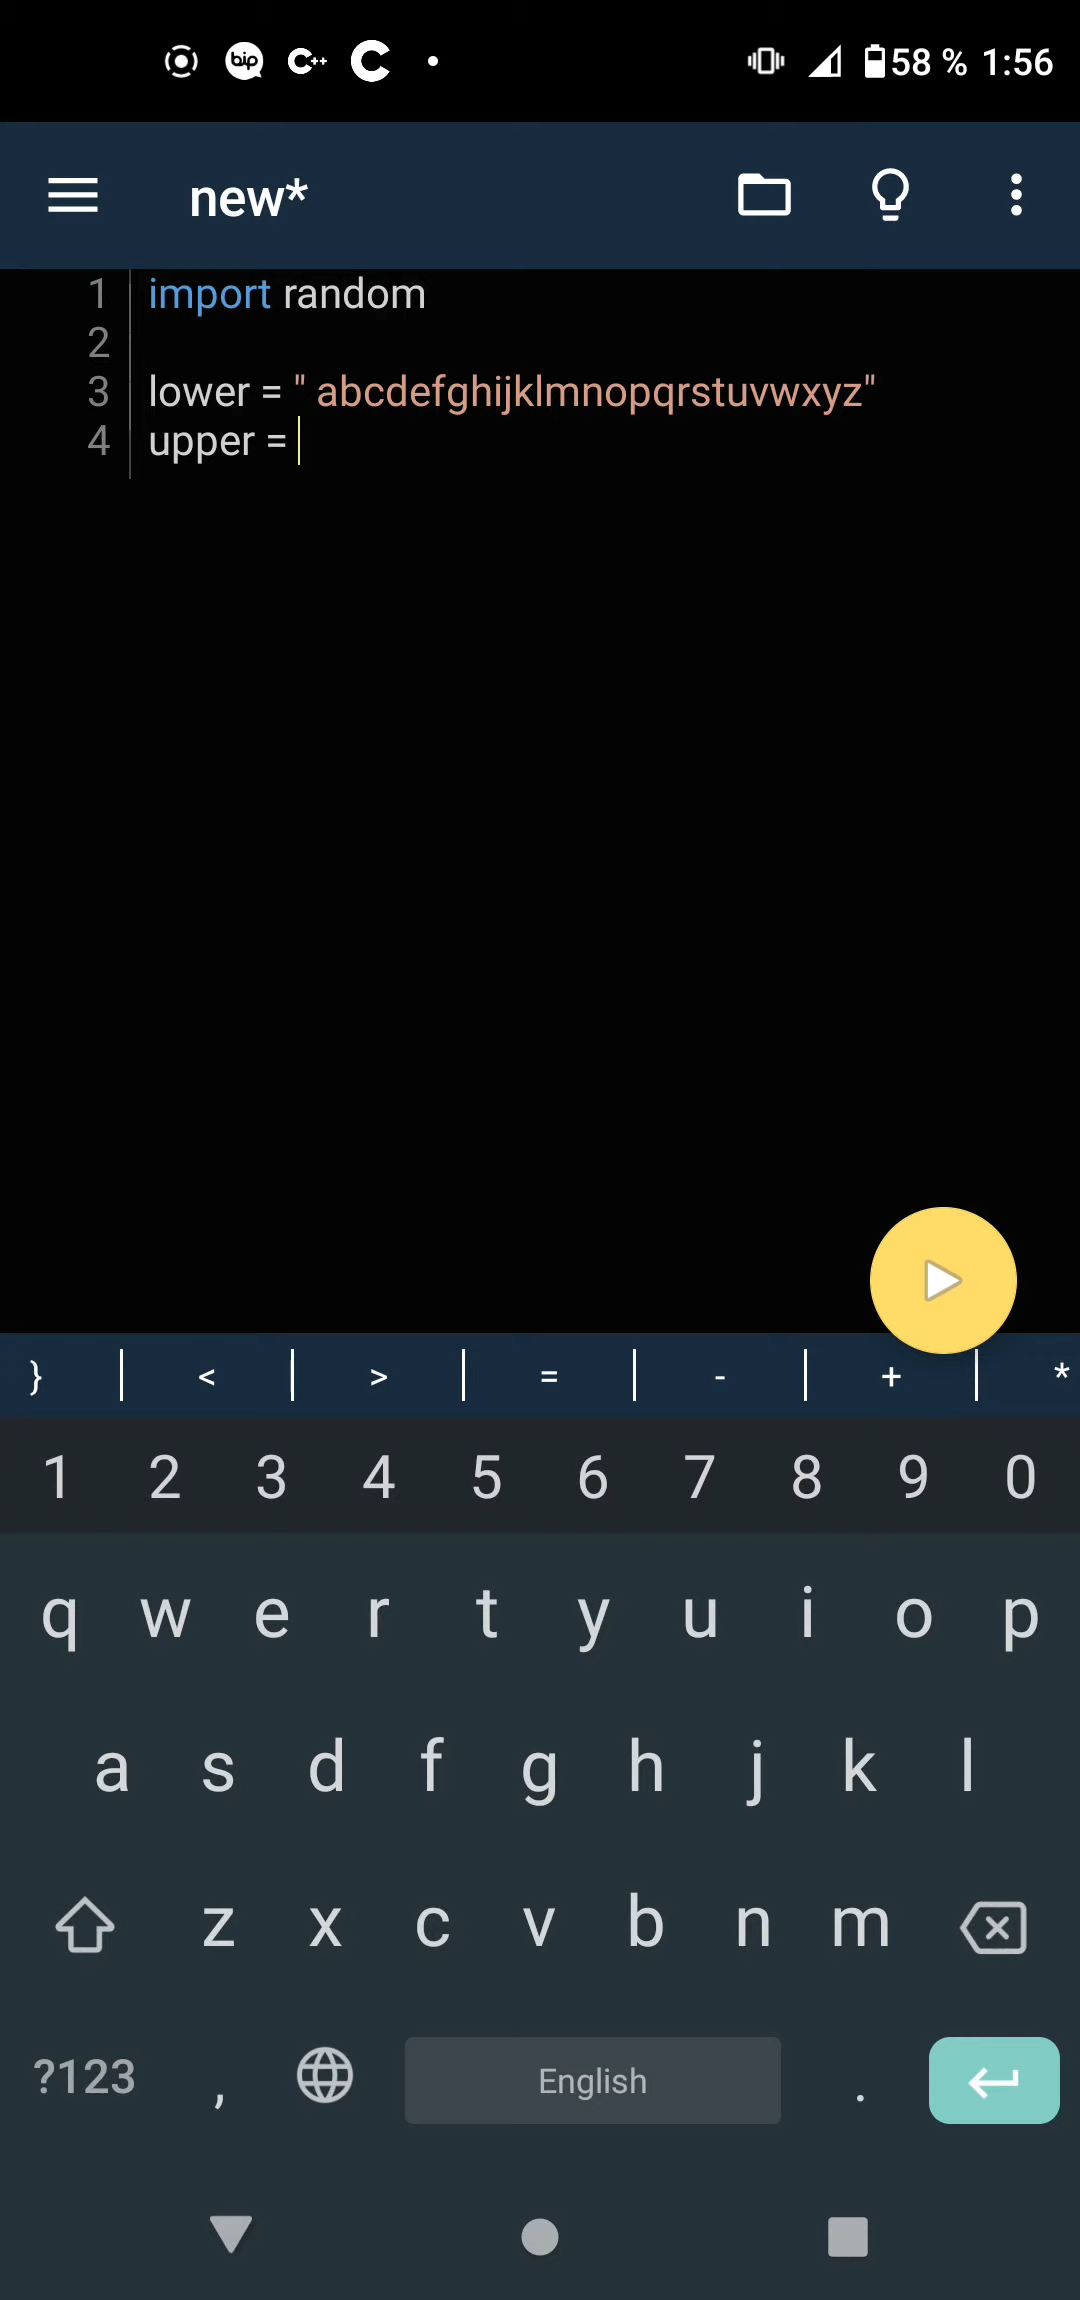 bip C++ C 58 % 1:56
new*
1 import random
2
3 lower = " abcdefghijklmnopqrstuvwxyz"
4 upper =
} < > = - + *
1 2 3 4 5 6 7 8 9 0
q w e r t y u i o p
a s d f g h j k l
z x c v b n m
?123 , English .